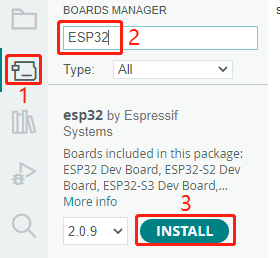 BOARDS MANAGER
ESP32
2
Type:
All
1
esp32 by Espressif
Systems
Boards included in this package:
ESP32 Dev Board, ESP32-S2 Dev
Board, ESP32-S3 Dev Board,...
More info
3
2.0.9
INSTALL